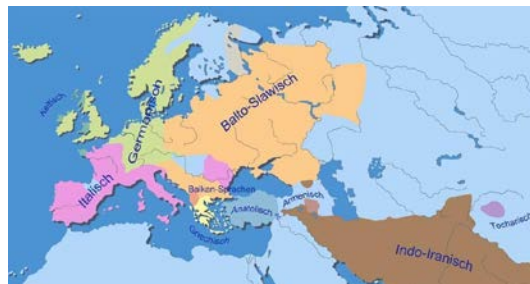 Keltisch
Germanisch
Balto-Slawisch
Italisch
Balkan-Sprachen
Griechisch
Anatolisch
Armenisch
Tocharisch
Indo-Iranisch